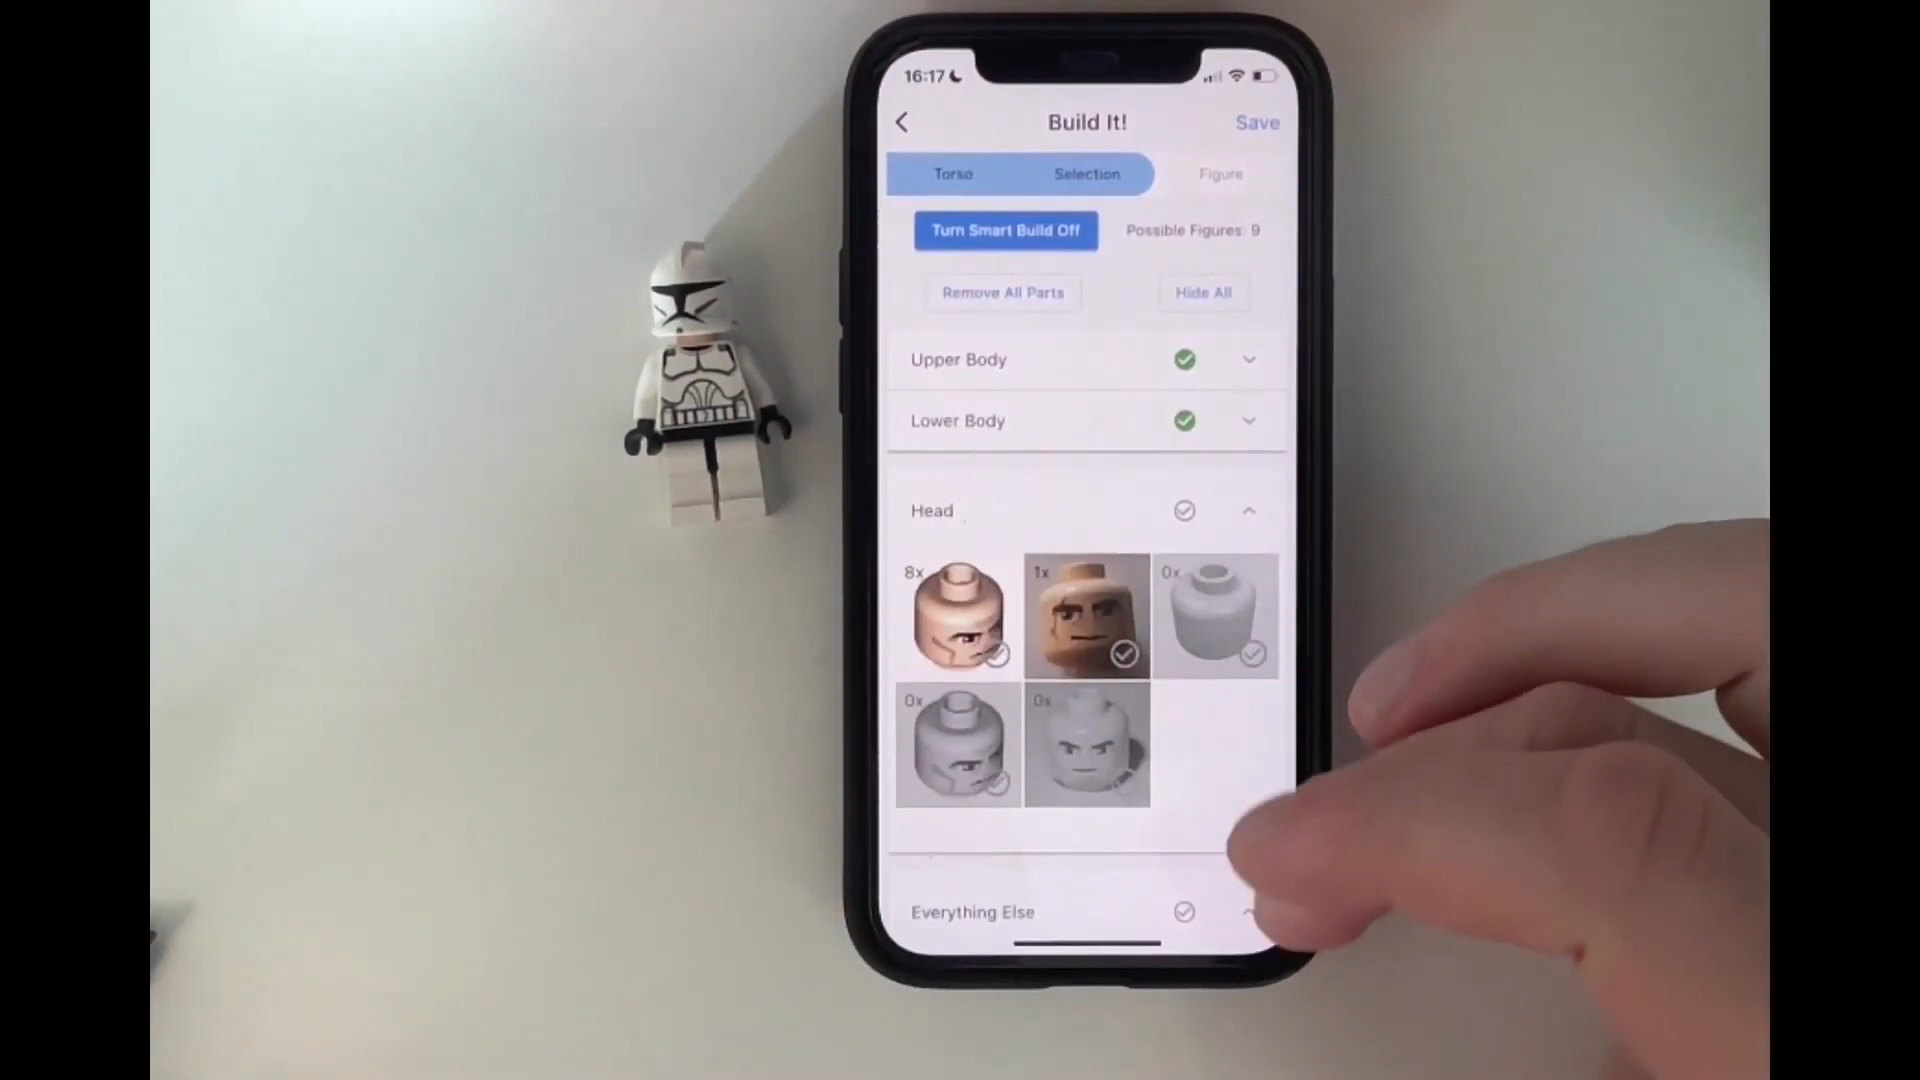 16:17
Build It!
Save
Torso
Selection
Figure
Turn Smart Build Off
Possible Figures: 9
Remove All Parts
Hide All
Upper Body
Lower Body
Head
8x
1x
0x
0x
0x
Everything Else